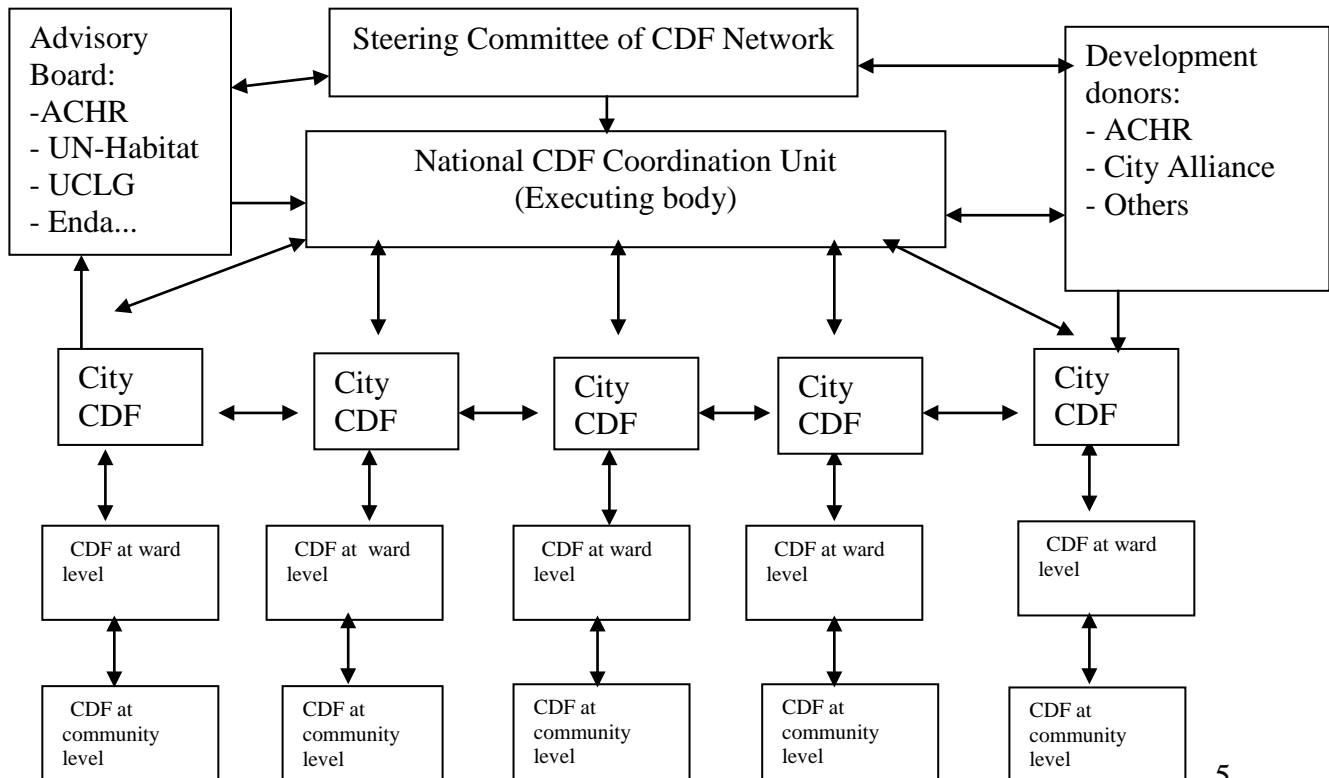 Advisory
Board:
-ACHR
- UN-Habitat
- UCLG
- Enda...
Steering Committee of CDF Network
Development
donors:
- ACHR
- City Alliance
- Others
National CDF Coordination Unit
(Executing body)
City
CDF
City
CDF
City
CDF
City
CDF
City
CDF
CDF at ward
level
CDF at ward
level
CDF at ward
level
CDF at ward
level
CDF at ward
level
CDF at
community
level
CDF at
community
level
CDF at
community
level
CDF at
community
level
CDF at
community
level
5